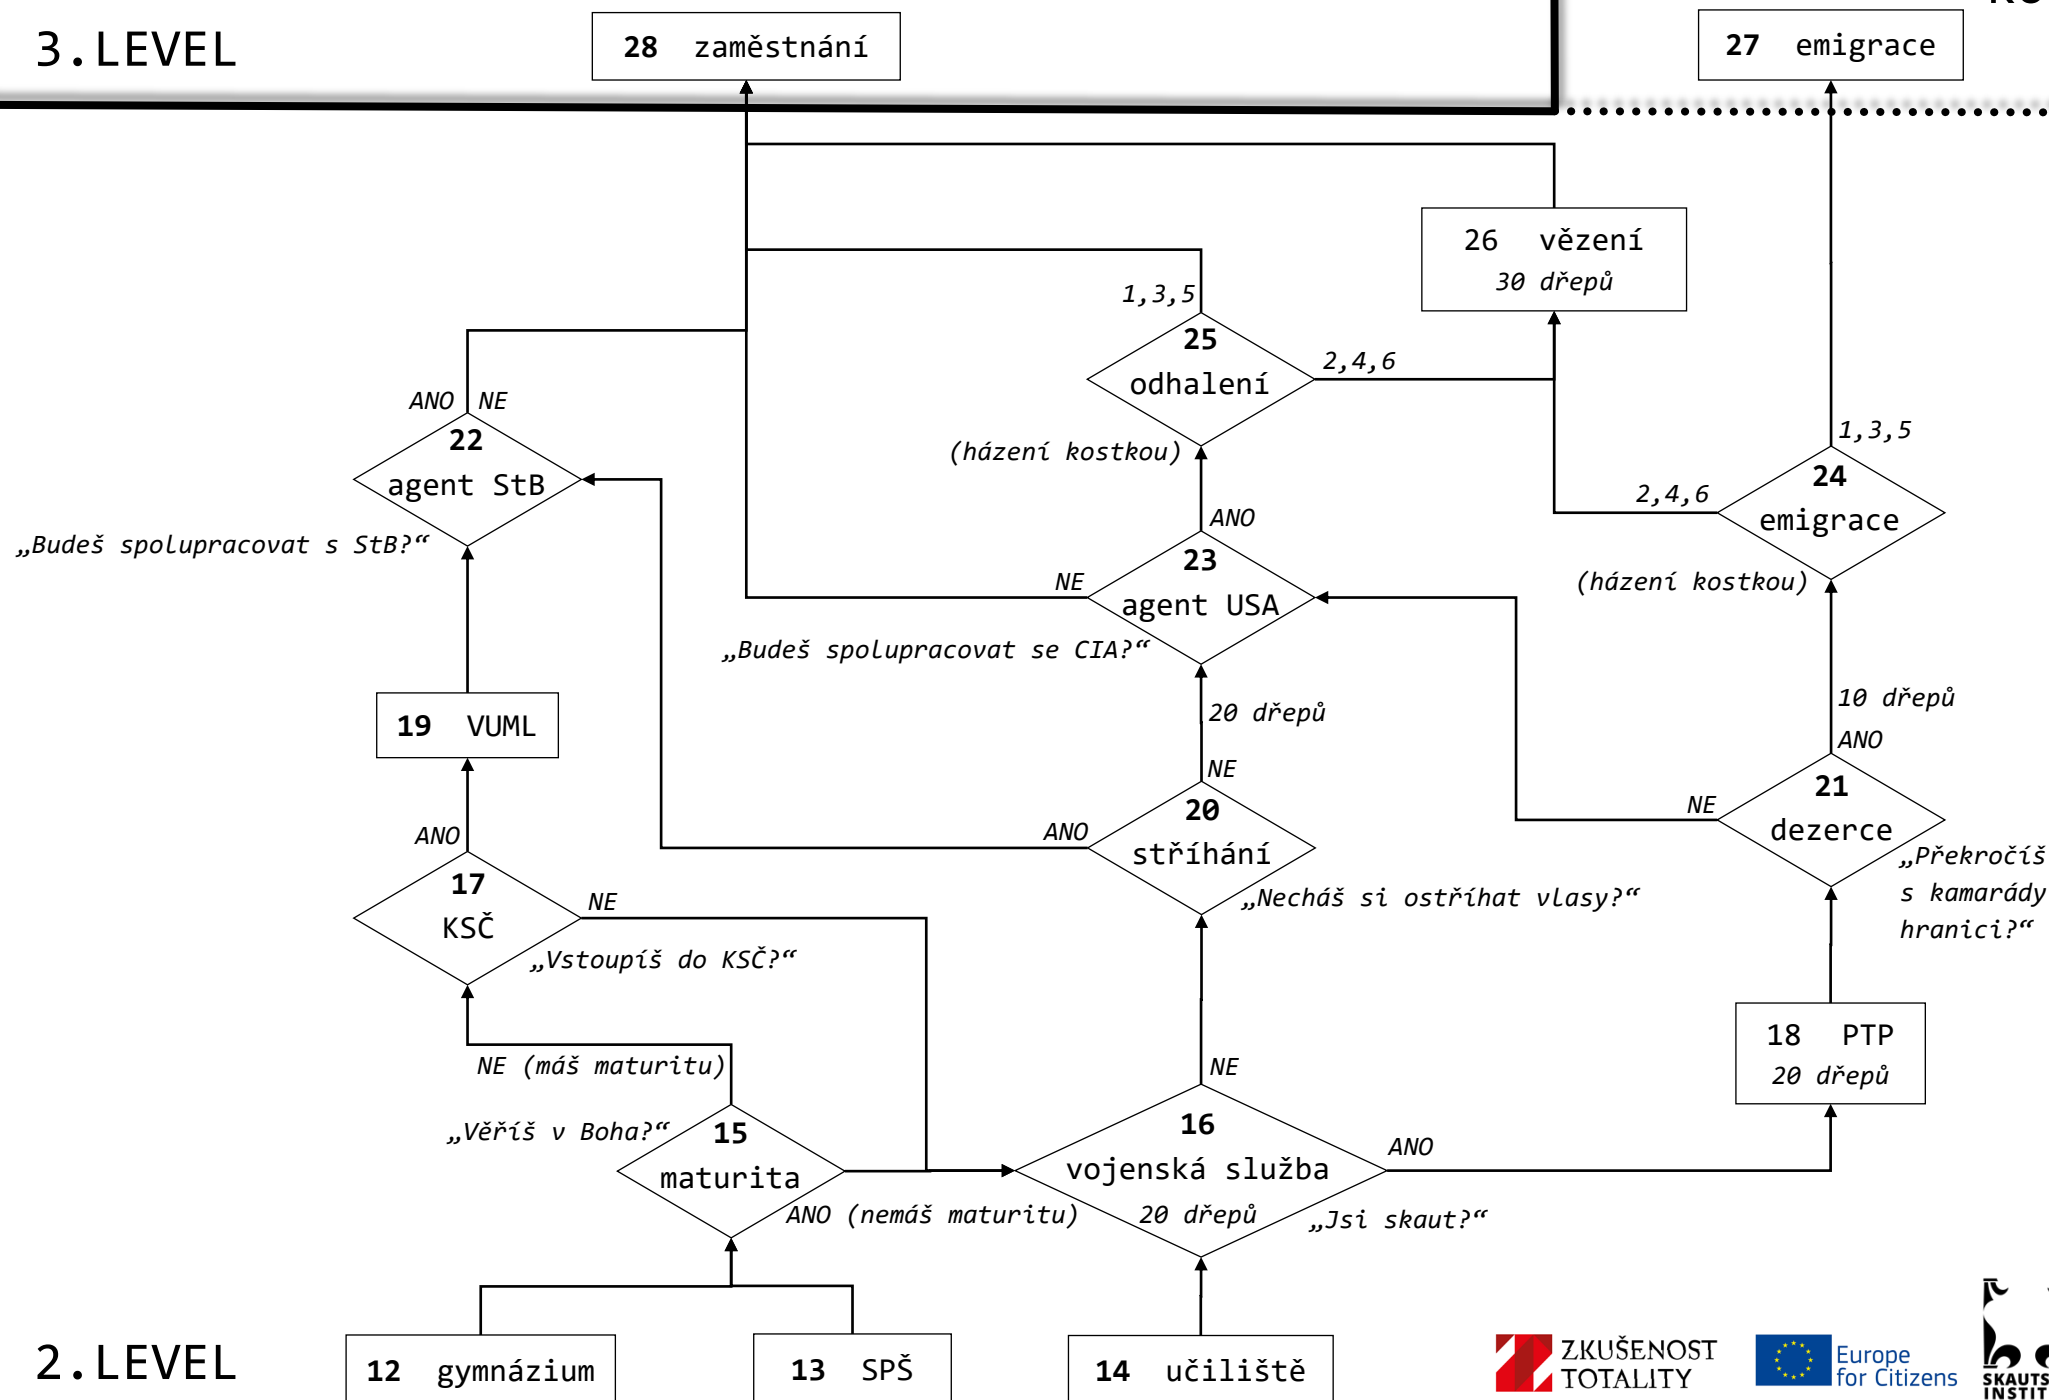 3.LEVEL
28 zaměstnání
27 emigrace
26 vězení
30 dřepů
1,3,5
25
odhalení
2,4,6
(házení kostkou)
ANO NE
22
agent StB
„Budeš spolupracovat s StB?“
1,3,5
24
emigrace
2,4,6
(házení kostkou)
ANO
23
agent USA
NE
„Budeš spolupracovat se CIA?“
19 VUML
20 dřepů
10 dřepů
ANO
21
dezerce
NE
„Překročíš
s kamarády
hranici?“
NE
20
stříhání
ANO
„Necháš si ostříhat vlasy?“
ANO
17
KSČ
NE
„Vstoupíš do KSČ?“
18 PTP
20 dřepů
NE (máš maturitu)
„Věříš v Boha?“
15
maturita
ANO (nemáš maturitu)
NE
16
vojenská služba
20 dřepů
ANO
„Jsi skaut?“
2.LEVEL
12 gymnázium
13 SPŠ
14 učiliště
ZKUŠENOST
TOTALITY
Europe
for Citizens
SKAUTS
INSTIT